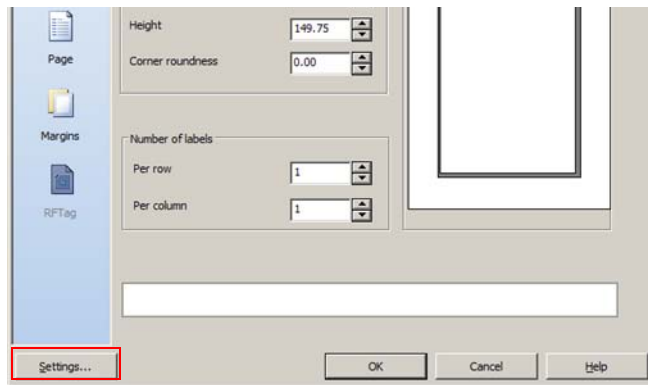 Height 149.75
Page Corner roundness 0.00
Margins Number of labels
Per row 1
RFTag Per column 1
Settings... OK Cancel Help